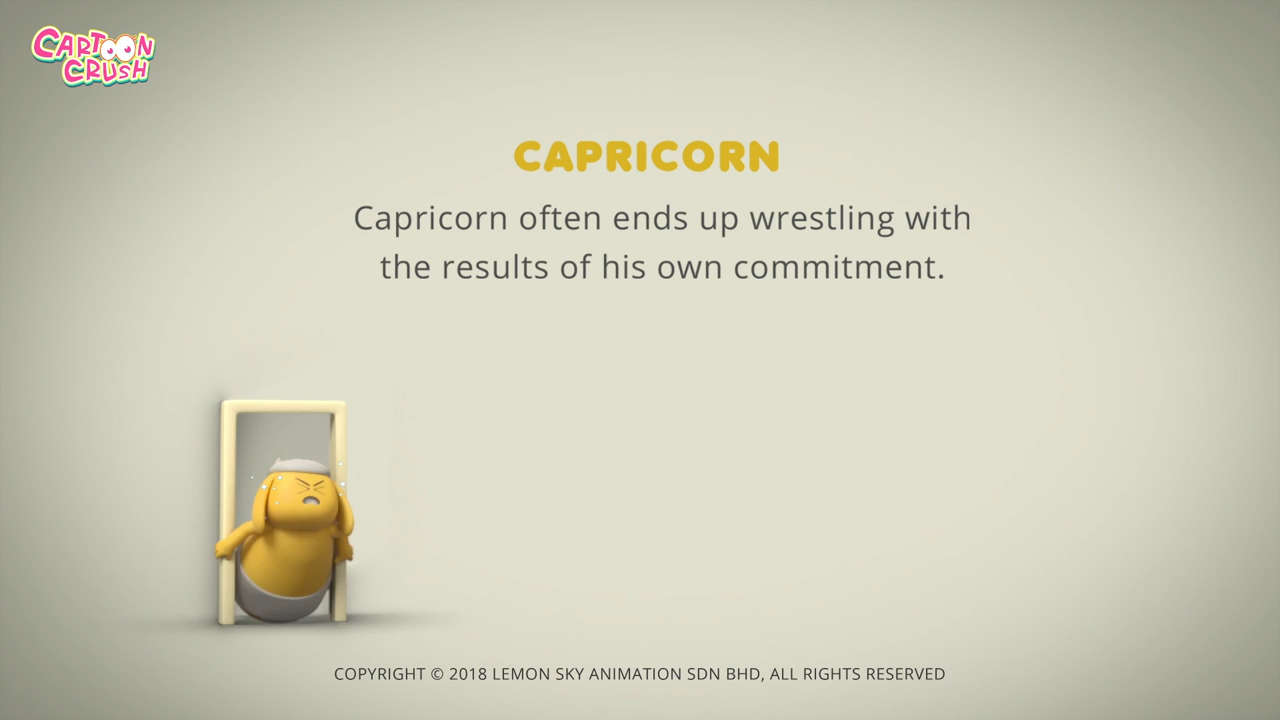 CARTOON
CRUSH
CAPRICORN
Capricorn often ends up wrestling with
the results of his own commitment.
COPYRIGHT © 2018 LEMON SKY ANIMATION SDN BHD, ALL RIGHTS RESERVED